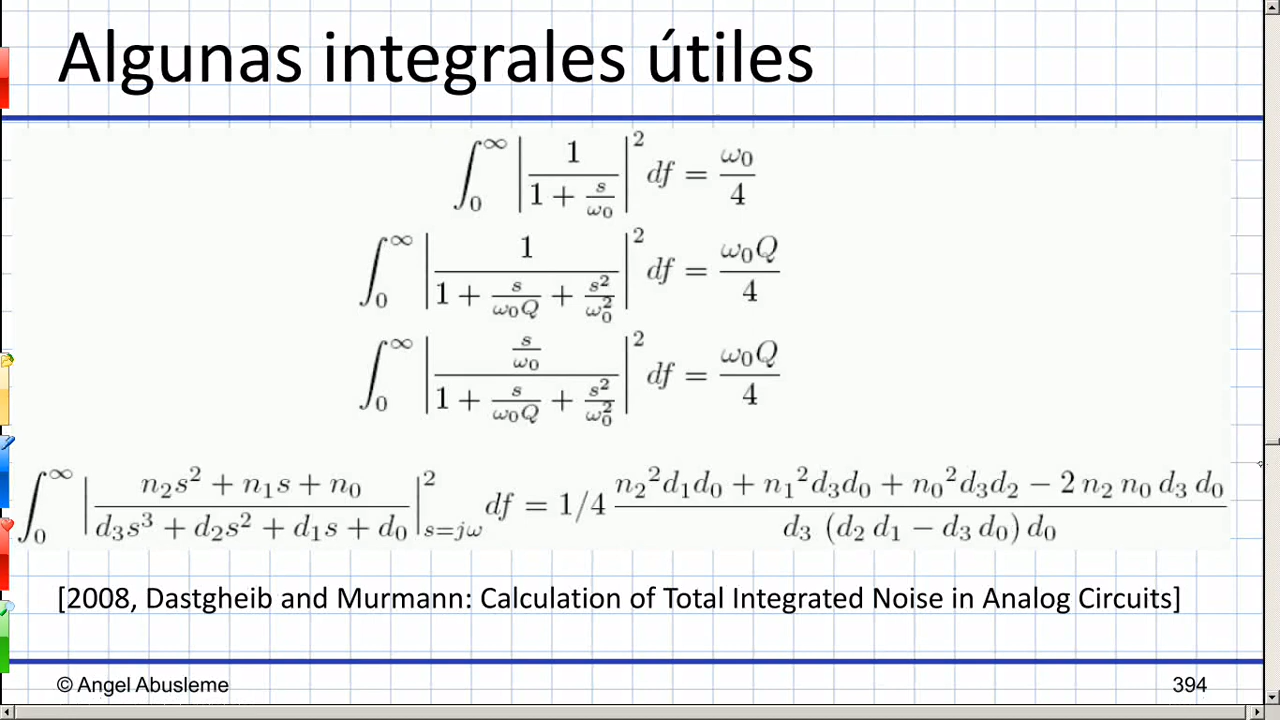 Algunas integrales útiles
∫₀^∞ |1/(1 + s/ω₀)|² df = ω₀/4
∫₀^∞ |1/(1 + s/(ω₀Q) + s²/ω₀²)|² df = ω₀Q/4
∫₀^∞ |(s/ω₀)/(1 + s/(ω₀Q) + s²/ω₀²)|² df = ω₀Q/4
∫₀^∞ |(n₂s² + n₁s + n₀)/(d₃s³ + d₂s² + d₁s + d₀)|²_{s=jω} df = 1/4 (n₂²d₁d₀ + n₁²d₃d₀ + n₀²d₃d₂ − 2 n₂ n₀ d₃ d₀)/(d₃ (d₂ d₁ − d₃ d₀) d₀)
[2008, Dastgheib and Murmann: Calculation of Total Integrated Noise in Analog Circuits]
© Angel Abusleme
394